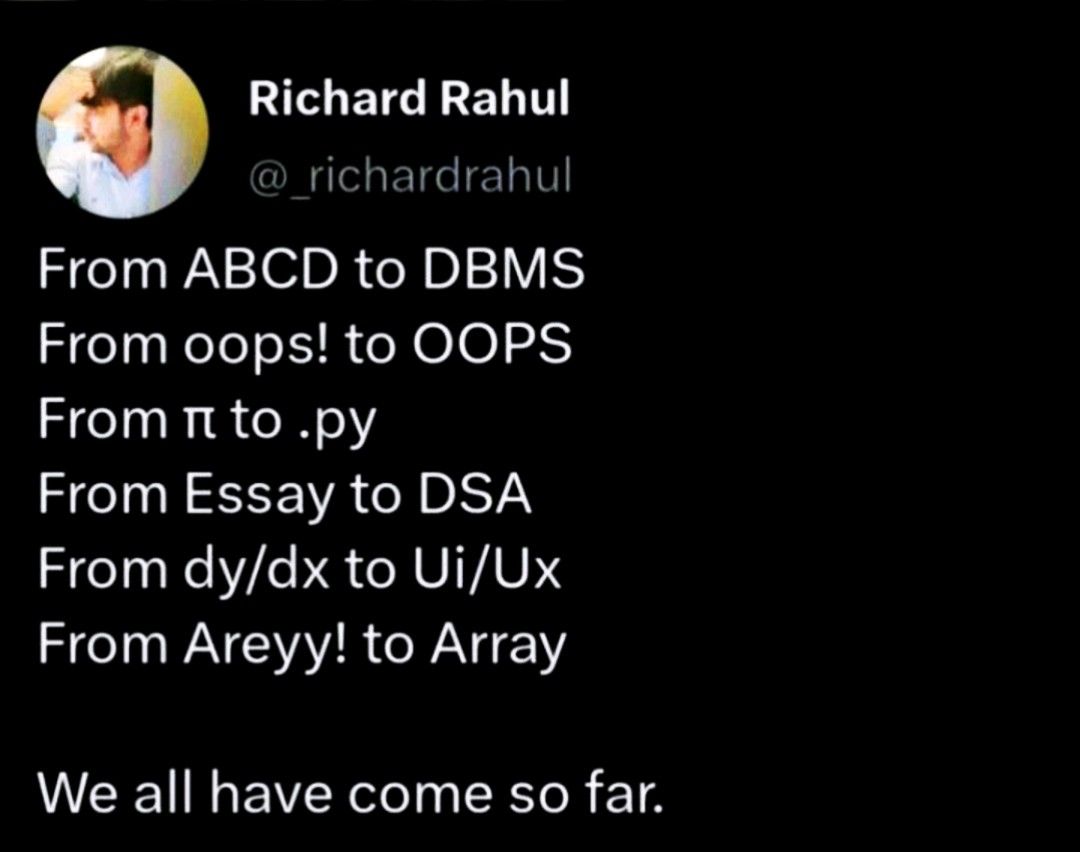 Richard Rahul
@_richardrahul
From ABCD to DBMS
From oops! to OOPS
From π to .py
From Essay to DSA
From dy/dx to Ui/Ux
From Areyy! to Array
We all have come so far.